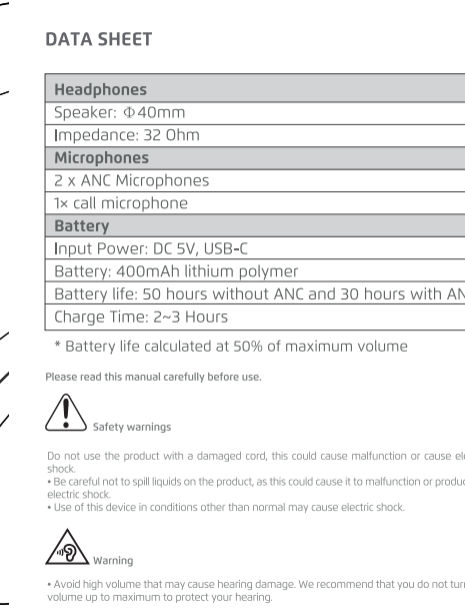 DATA SHEET
Headphones
Speaker: Φ40mm
Impedance: 32 Ohm
Microphones
2 x ANC Microphones
1× call microphone
Battery
Input Power: DC 5V, USB-C
Battery: 400mAh lithium polymer
Battery life: 50 hours without ANC and 30 hours with
Charge Time: 2~3 Hours
* Battery life calculated at 50% of maximum volume
Please read this manual carefully before use.
Safety warnings
Do not use the product with a damaged cord, this could cause malfunction or cause
shock.
• Be careful not to spill liquids on the product, as this could cause it to malfunction or
electric shock.
• Use of this device in conditions other than normal may cause electric shock.
Warning
• Avoid high volume that may cause hearing damage. We recommend that you do not turn
volume up to maximum to protect your hearing.